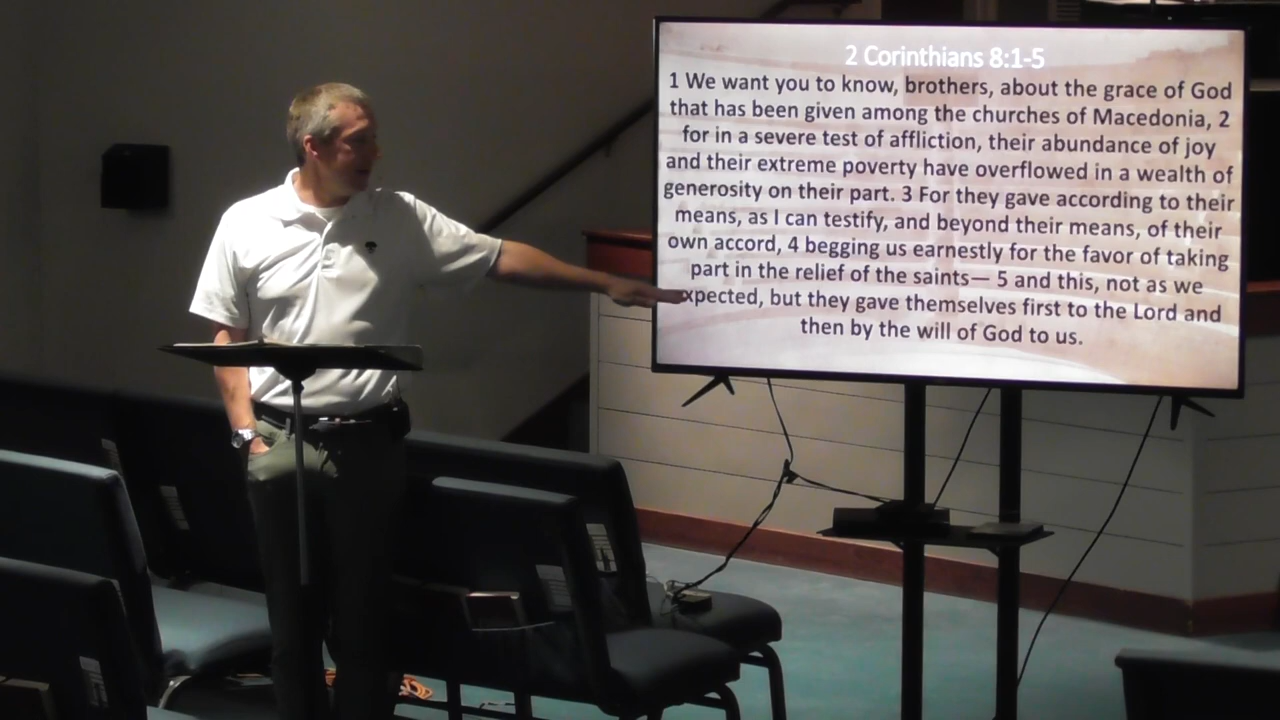 2 Corinthians 8:1-5
1 We want you to know, brothers, about the grace of God
that has been given among the churches of Macedonia, 2
for in a severe test of affliction, their abundance of joy
and their extreme poverty have overflowed in a wealth of
generosity on their part. 3 For they gave according to their
means, as I can testify, and beyond their means, of their
own accord, 4 begging us earnestly for the favor of taking
part in the relief of the saints— 5 and this, not as we
xpected, but they gave themselves first to the Lord and
then by the will of God to us.